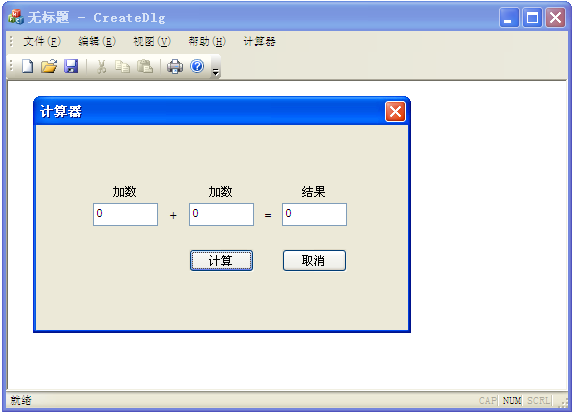 无标题 - CreateDlg
文件(F) 编辑(E) 视图(V) 帮助(H) 计算器
计算器
加数 加数 结果
0 + 0 = 0
计算 取消
就绪 CAP NUM SCRL